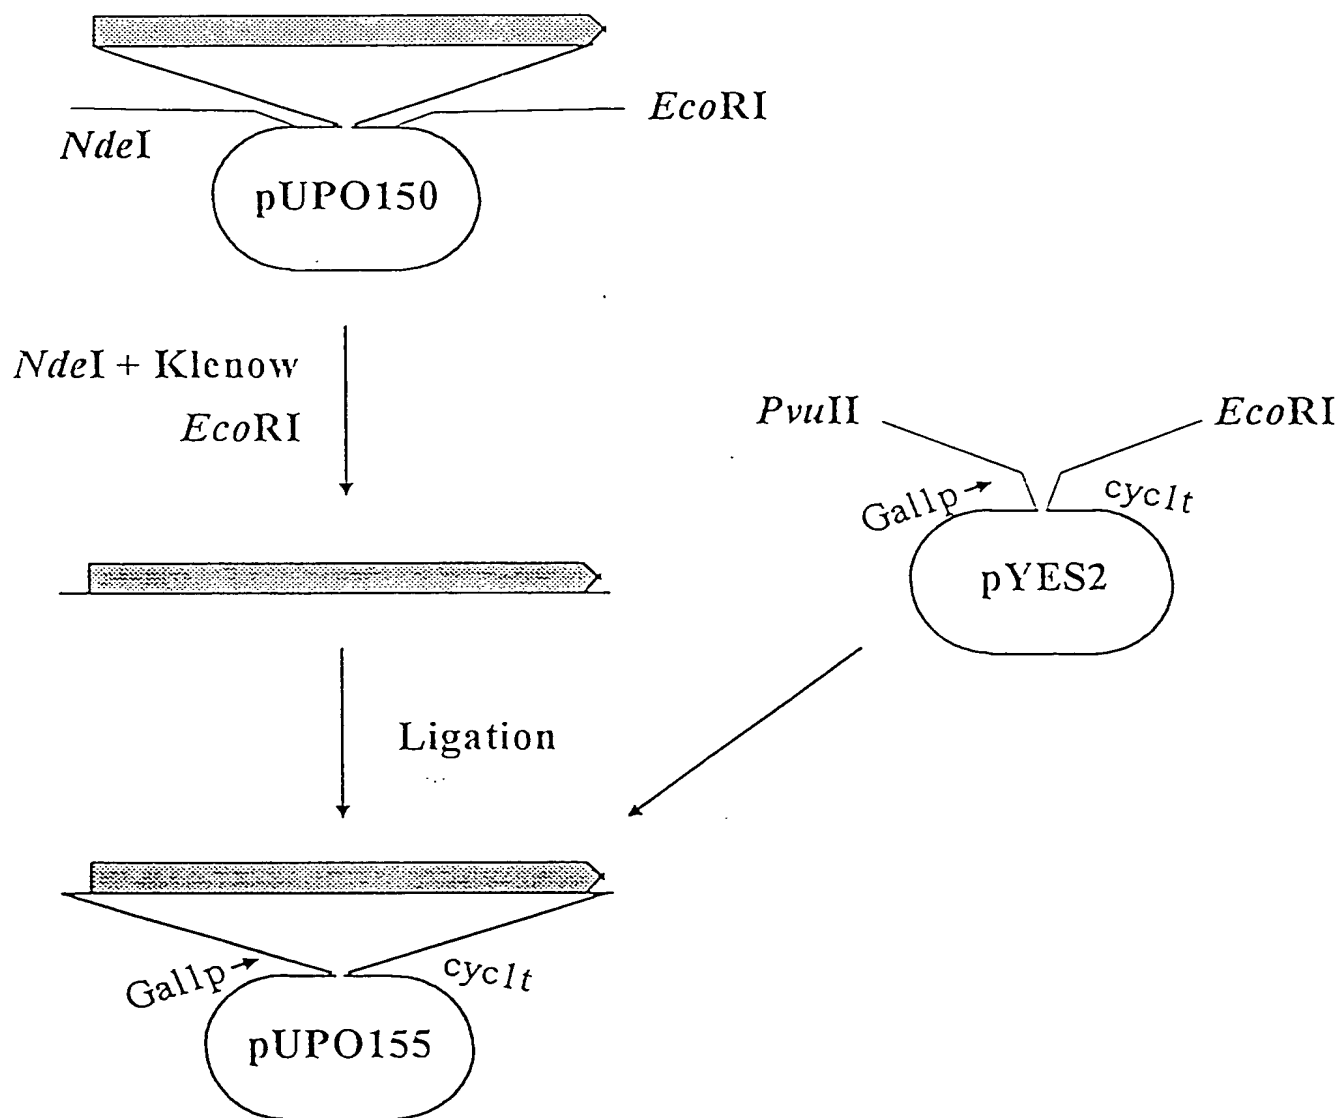 EcoRI
NdeI
pUPO150
NdeI + Klenow
EcoRI
PvuII
EcoRI
Gal1p
cyc1t
pYES2
Ligation
Gal1p
cyc1t
pUPO155